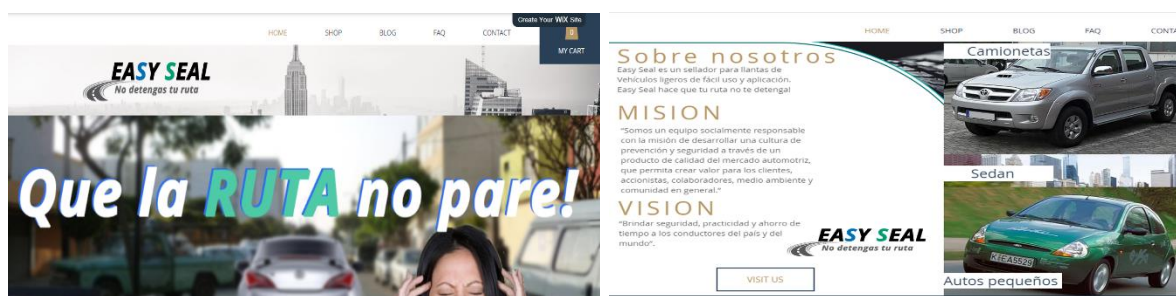 Create Your WiX Site
HOME SHOP BLOG FAQ CONTACT
0
MY CART
EASY SEAL
No detengas tu ruta
Que la RUTA no pare!
HOME SHOP BLOG FAQ CONTA
Sobre nosotros
Easy Seal es un sellador para llantas de
Vehículos ligeros de fácil uso y aplicación.
Easy Seal hace que tu ruta no te detenga!
MISION
"Somos un equipo socialmente responsable
con la misión de desarrollar una cultura de
prevención y seguridad a través de un
producto de calidad del mercado automotriz,
que permita crear valor para los clientes,
accionistas, colaboradores, medio ambiente y
comunidad en general."
VISION
"Brindar seguridad, practicidad y ahorro de
tiempo a los conductores del país y del
mundo".
EASY SEAL
No detengas tu ruta
VISIT US
Camionetas
Sedan
K·EA5529
Autos pequeños